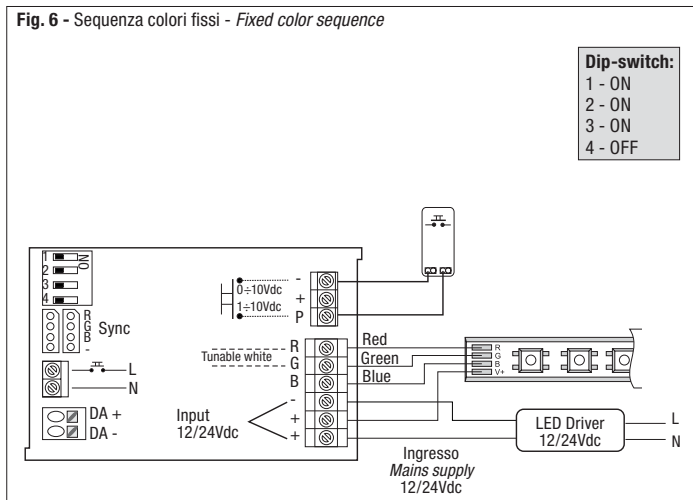 Fig. 6 - Sequenza colori fissi - Fixed color sequence
Dip-switch:
1 - ON
2 - ON
3 - ON
4 - OFF
1
2
3
4
ON
R
G
B
-
Sync
L
N
DA +
DA -
0÷10Vdc
1÷10Vdc
-
+
P
Tunable white
R
G
B
-
+
+
Input
12/24Vdc
Red
Green
Blue
R
G
B
V+
LED Driver
12/24Vdc
L
N
Ingresso
Mains supply
12/24Vdc